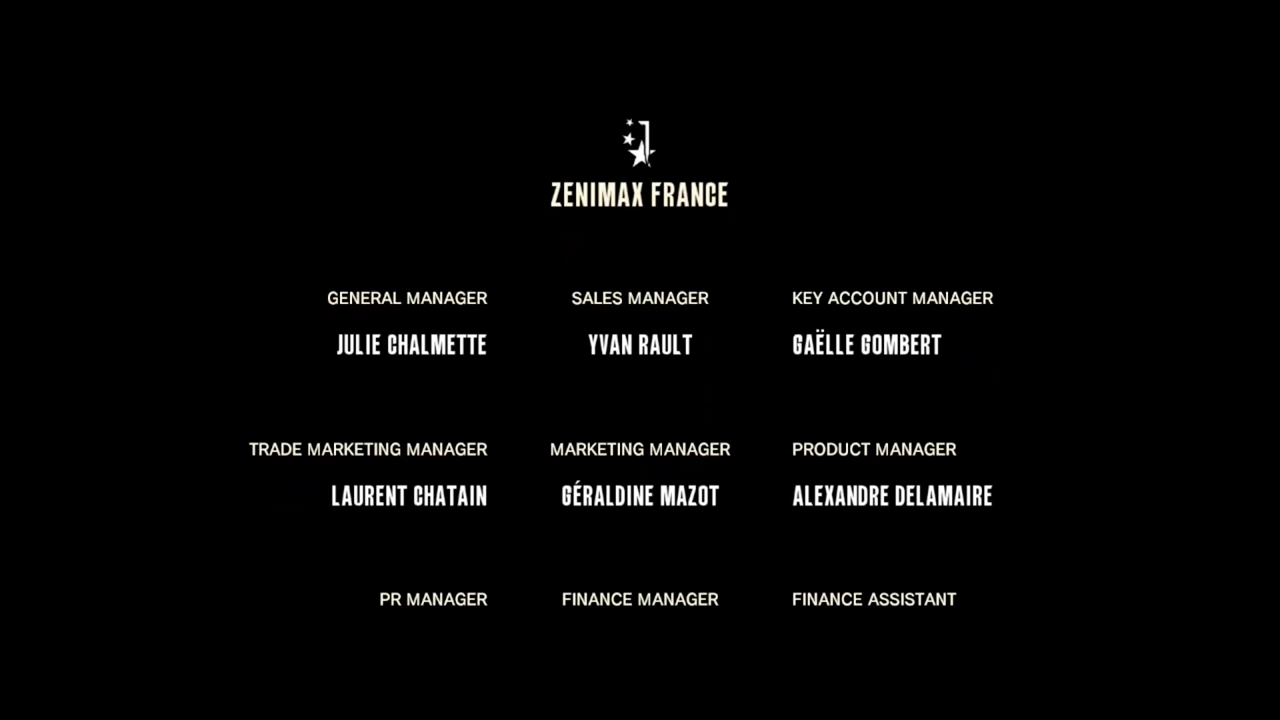 ZENIMAX FRANCE
GENERAL MANAGER
JULIE CHALMETTE
SALES MANAGER
YVAN RAULT
KEY ACCOUNT MANAGER
GAËLLE GOMBERT
TRADE MARKETING MANAGER
LAURENT CHATAIN
MARKETING MANAGER
GÉRALDINE MAZOT
PRODUCT MANAGER
ALEXANDRE DELAMAIRE
PR MANAGER
FINANCE MANAGER
FINANCE ASSISTANT